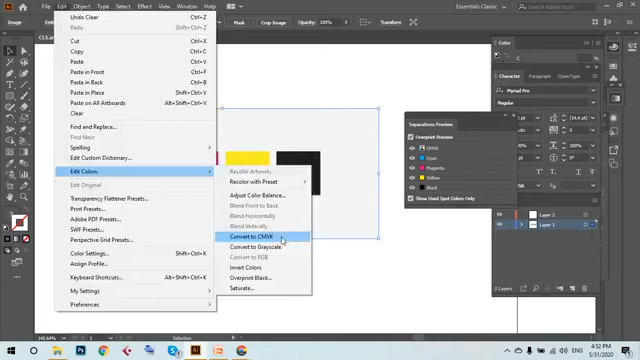 File Edit Object Type Select Effect View Window Help
Essentials Classic
Image
Mask Crop Image Opacity: 100% Transform
Undo Clear Ctrl+Z
Redo Shift+Ctrl+Z
Cut Ctrl+X
Copy Ctrl+C
Paste Ctrl+V
Paste in Front Ctrl+F
Paste in Back Ctrl+B
Paste in Place Shift+Ctrl+V
Paste on All Artboards Alt+Shift+Ctrl+V
Clear
Find and Replace...
Find Next
Spelling
Edit Custom Dictionary...
Edit Colors
Edit Original
Transparency Flattener Presets...
Print Presets...
Adobe PDF Presets...
SWF Presets...
Perspective Grid Presets...
Color Settings... Shift+Ctrl+K
Assign Profile...
Keyboard Shortcuts... Alt+Shift+Ctrl+K
My Settings
Preferences
Recolor Artwork...
Recolor with Preset
Adjust Color Balance...
Blend Front to Back
Blend Horizontally
Blend Vertically
Convert to CMYK
Convert to Grayscale
Convert to RGB
Invert Colors
Overprint Black...
Saturate...
Separations Preview
Overprint Preview
CMYK
Cyan
Magenta
Yellow
Black
Show Used Spot Colors Only
Color
Character Paragraph OpenType
Myriad Pro
Regular
Layer 2
Layer 1
145.64%
Selection
ENG
4:52 PM
5/31/2020